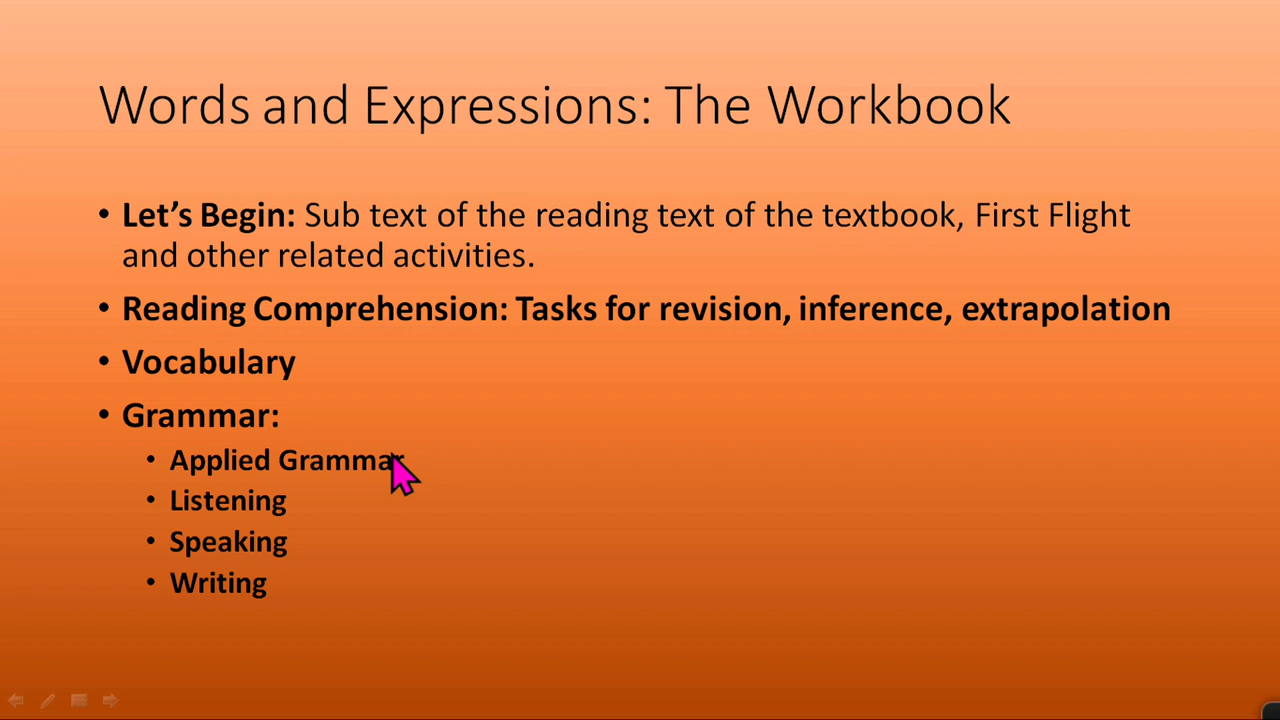 Words and Expressions: The Workbook
• Let’s Begin: Sub text of the reading text of the textbook, First Flight
and other related activities.
• Reading Comprehension: Tasks for revision, inference, extrapolation
• Vocabulary
• Grammar:
• Applied Grammar
• Listening
• Speaking
• Writing